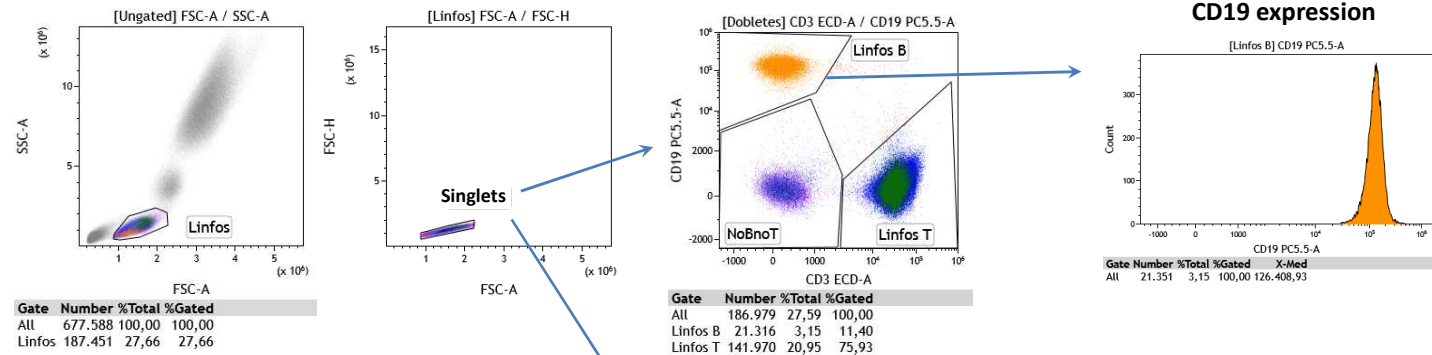 CD19 expression
[Ungated] FSC-A / SSC-A
(x 10⁶)
10
5
SSC-A
Linfos
1 2 3 4 5
(x 10⁶)
FSC-A
Gate Number %Total %Gated
All 677.588 100,00 100,00
Linfos 187.451 27,66 27,66
[Linfos] FSC-A / FSC-H
(x 10⁶)
15
10
5
FSC-H
Singlets
1 2 3 4 5
(x 10⁶)
FSC-A
[Dobletes] CD3 ECD-A / CD19 PC5.5-A
10⁶
10⁵
10⁴
2000
0
-2000
CD19 PC5.5-A
Linfos B
NoBnoT
Linfos T
-1000 0 1000 10⁴ 10⁵ 10⁶
CD3 ECD-A
Gate Number %Total %Gated
All 186.979 27,59 100,00
Linfos B 21.316 3,15 11,40
Linfos T 141.970 20,95 75,93
[Linfos B] CD19 PC5.5-A
300
200
100
0
Count
-1000 0 1000 10⁴ 10⁵ 10⁶
CD19 PC5.5-A
Gate Number %Total %Gated X-Med
All 21.351 3,15 100,00 126.408,93